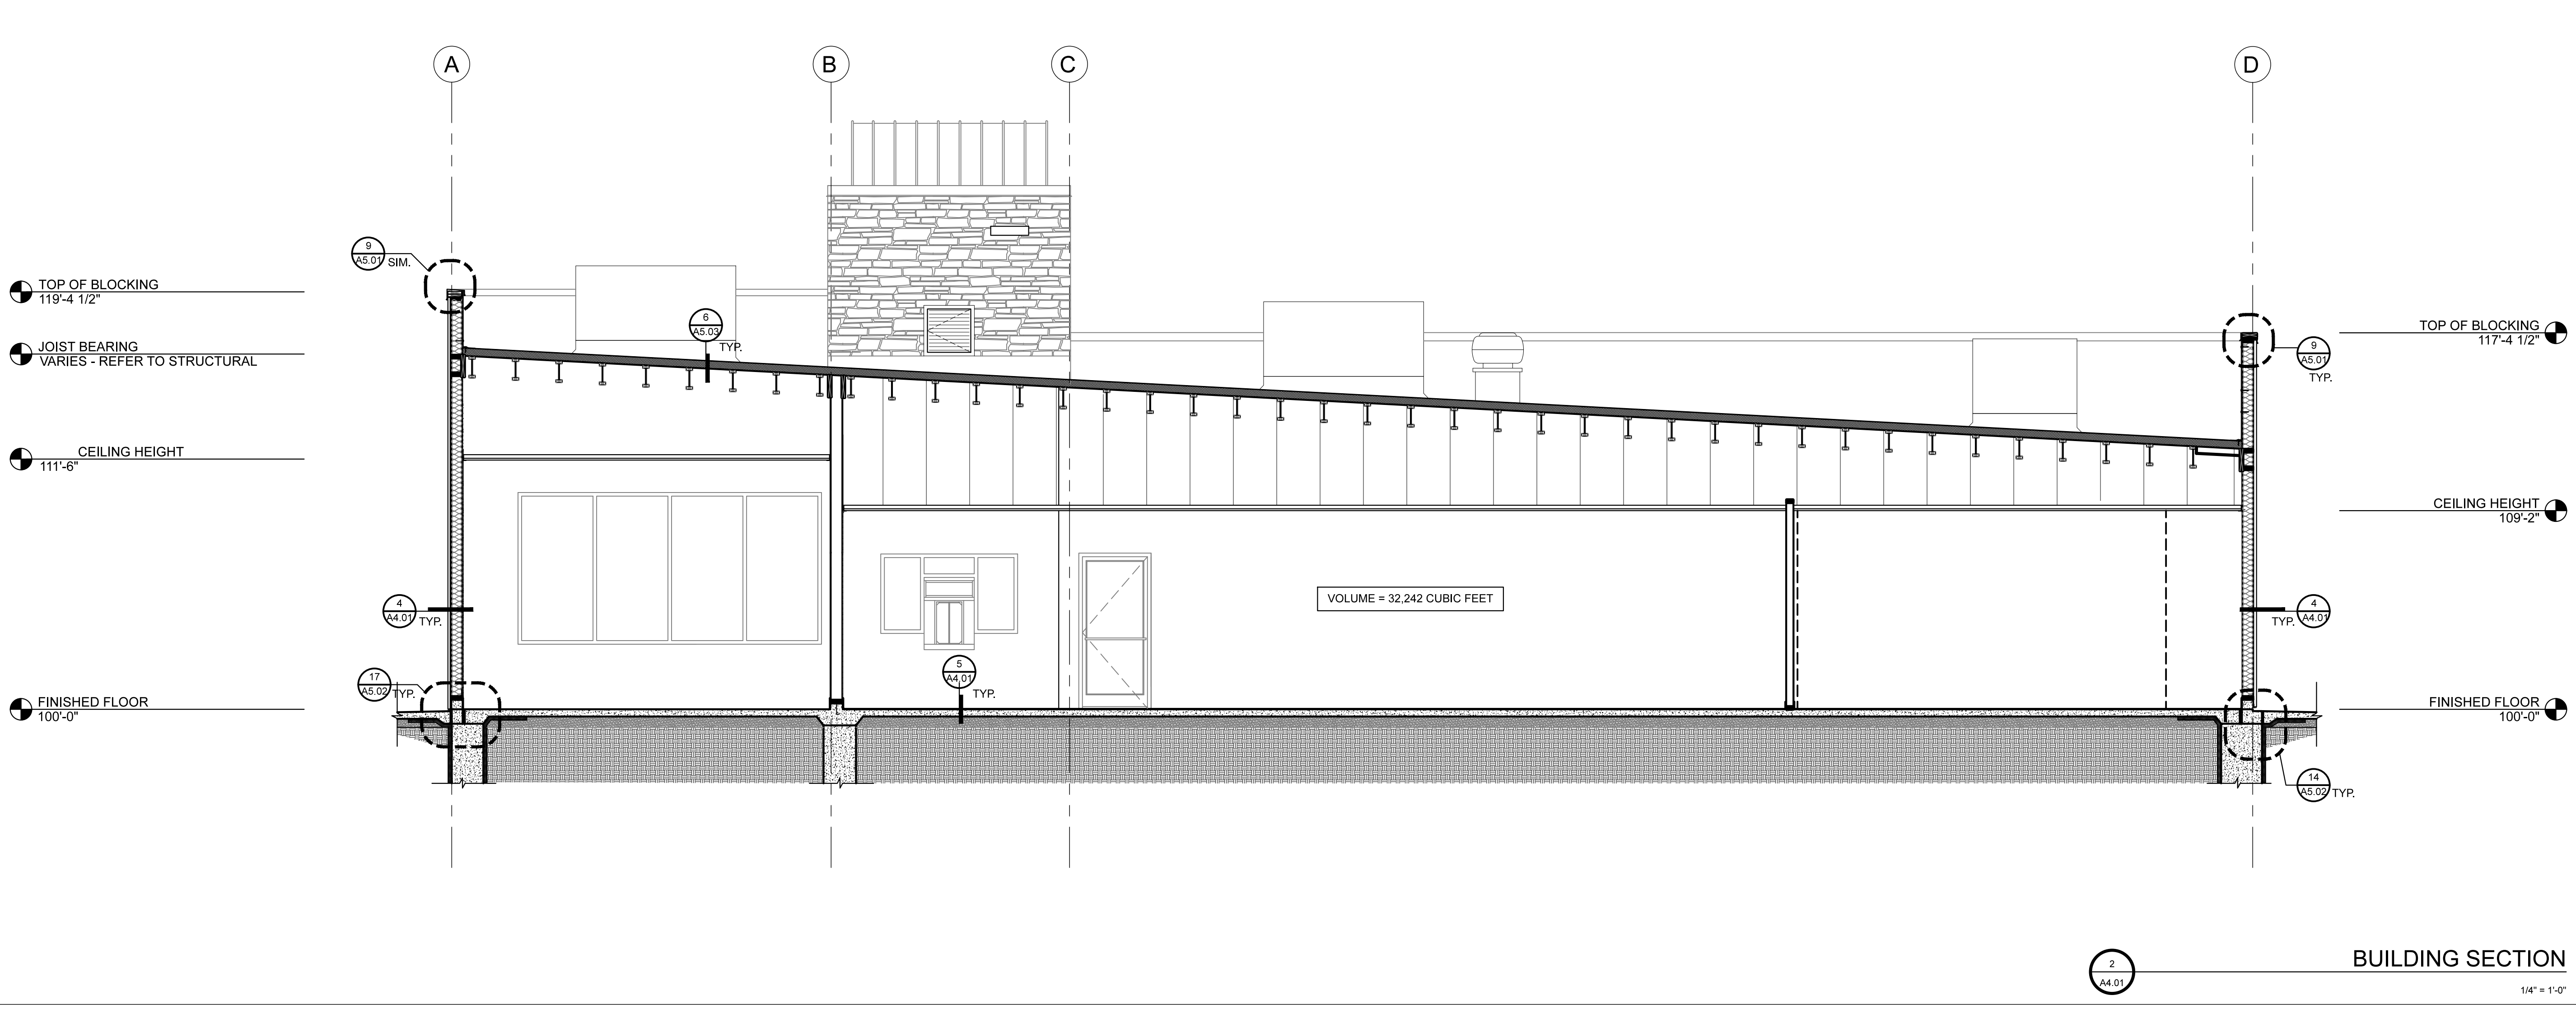 A
B
C
D
9
A5.01
SIM.
TOP OF BLOCKING
119'-4 1/2"
6
A5.03
TYP.
JOIST BEARING
VARIES - REFER TO STRUCTURAL
TOP OF BLOCKING
117'-4 1/2"
9
A5.01
TYP.
CEILING HEIGHT
111'-6"
CEILING HEIGHT
109'-2"
VOLUME = 32,242 CUBIC FEET
4
A4.01
TYP.
4
A4.01
TYP.
17
A5.02
TYP.
5
A4.01
TYP.
FINISHED FLOOR
100'-0"
FINISHED FLOOR
100'-0"
14
A5.02
TYP.
2
A4.01
BUILDING SECTION
1/4" = 1'-0"